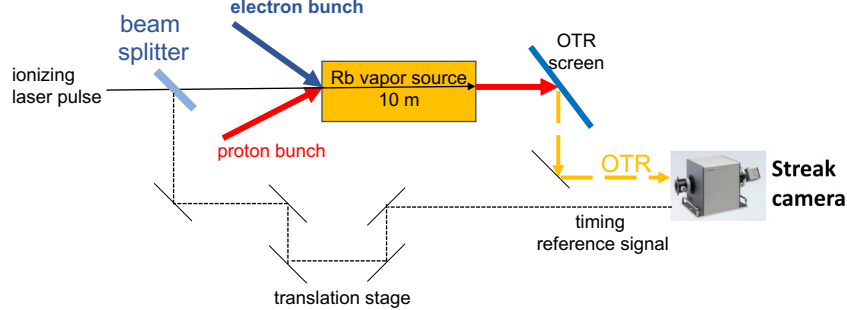 electron bunch
beam
splitter
ionizing
laser pulse
Rb vapor source
10 m
OTR
screen
proton bunch
OTR
Streak
camera
timing
reference signal
translation stage